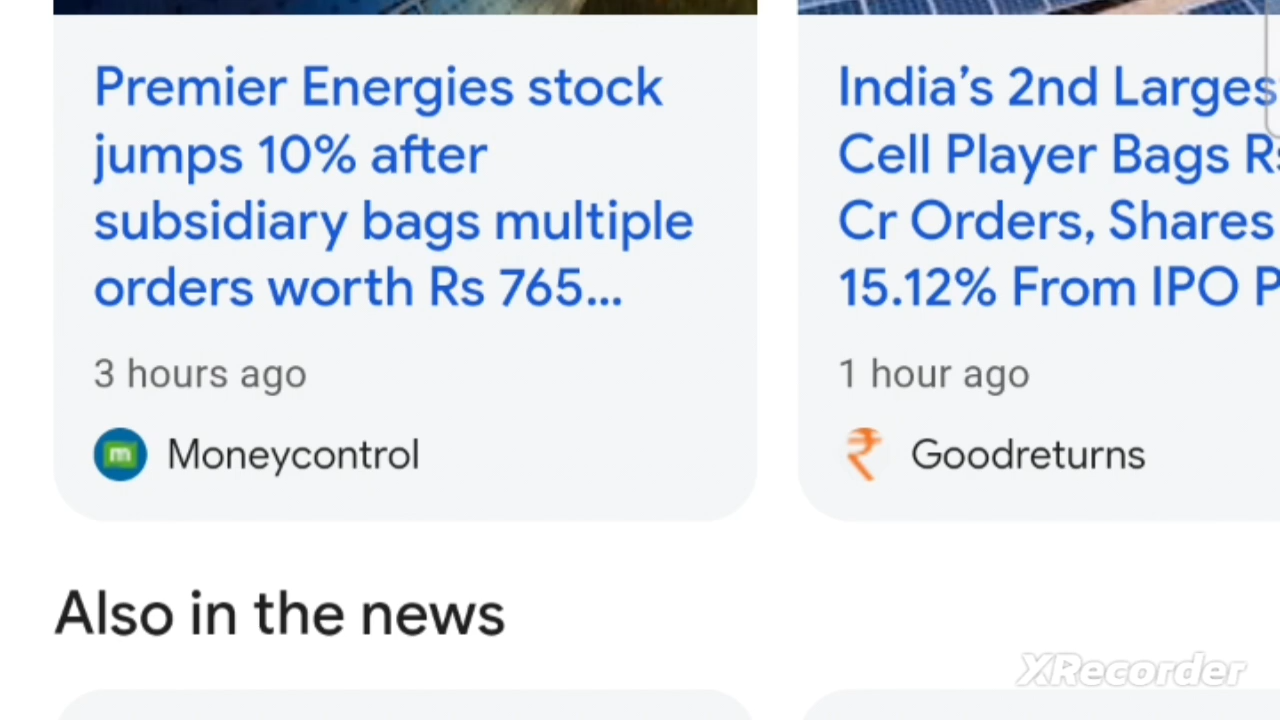 Premier Energies stock
jumps 10% after
subsidiary bags multiple
orders worth Rs 765...
3 hours ago
m Moneycontrol
India's 2nd Larges
Cell Player Bags Rs
Cr Orders, Shares
15.12% From IPO P
1 hour ago
₹ Goodreturns
Also in the news
XRecorder